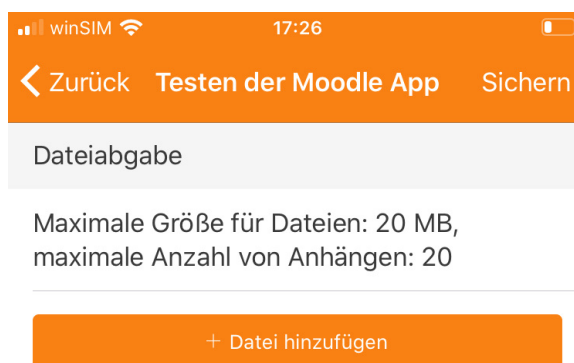 winSIM 17:26
Zurück Testen der Moodle App Sichern
Dateiabgabe
Maximale Größe für Dateien: 20 MB,
maximale Anzahl von Anhängen: 20
+ Datei hinzufügen